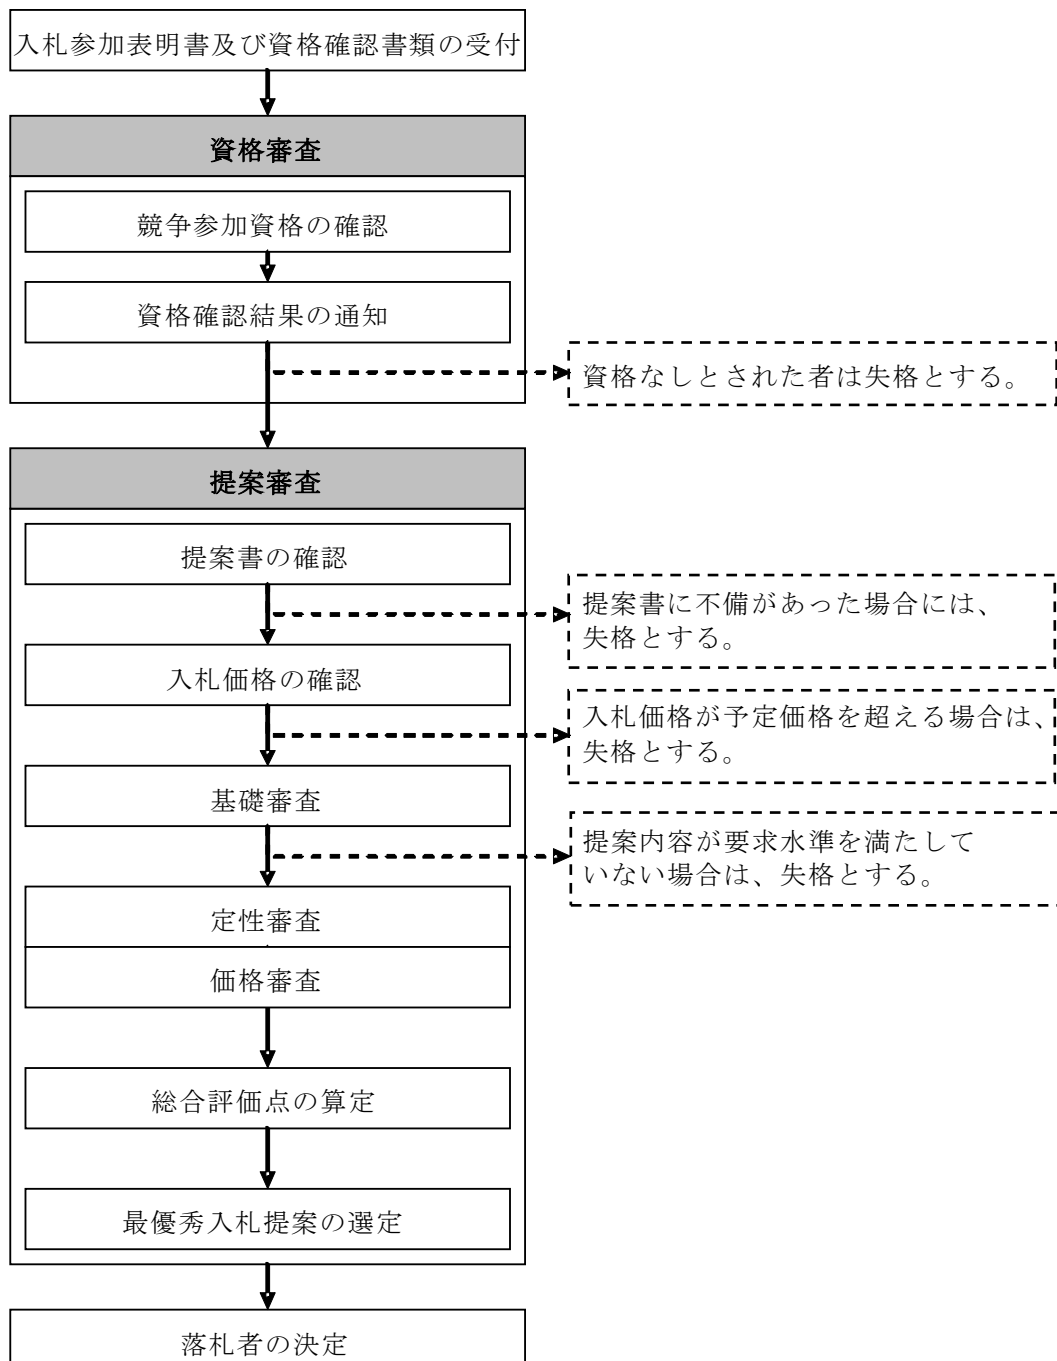 入札参加表明書及び資格確認書類の受付
資格審査
競争参加資格の確認
資格確認結果の通知
資格なしとされた者は失格とする。
提案審査
提案書の確認
提案書に不備があった場合には、
失格とする。
入札価格の確認
入札価格が予定価格を超える場合は、
失格とする。
基礎審査
提案内容が要求水準を満たして
いない場合は、失格とする。
定性審査
価格審査
総合評価点の算定
最優秀入札提案の選定
落札者の決定